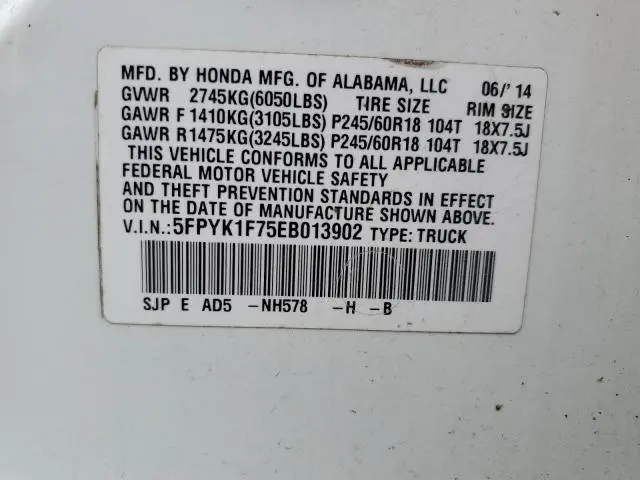 MFD. BY HONDA MFG. OF ALABAMA, LLC 06/'14
GVWR 2745KG(6050LBS) TIRE SIZE RIM SIZE
GAWR F 1410KG(3105LBS) P245/60R18 104T 18X7.5J
GAWR R1475KG(3245LBS) P245/60R18 104T 18X7.5J
THIS VEHICLE CONFORMS TO ALL APPLICABLE
FEDERAL MOTOR VEHICLE SAFETY
AND THEFT PREVENTION STANDARDS IN EFFECT
ON THE DATE OF MANUFACTURE SHOWN ABOVE.
V.I.N.: 5FPYK1F75EB013902 TYPE: TRUCK
SJP E AD5 -NH578 -H -B